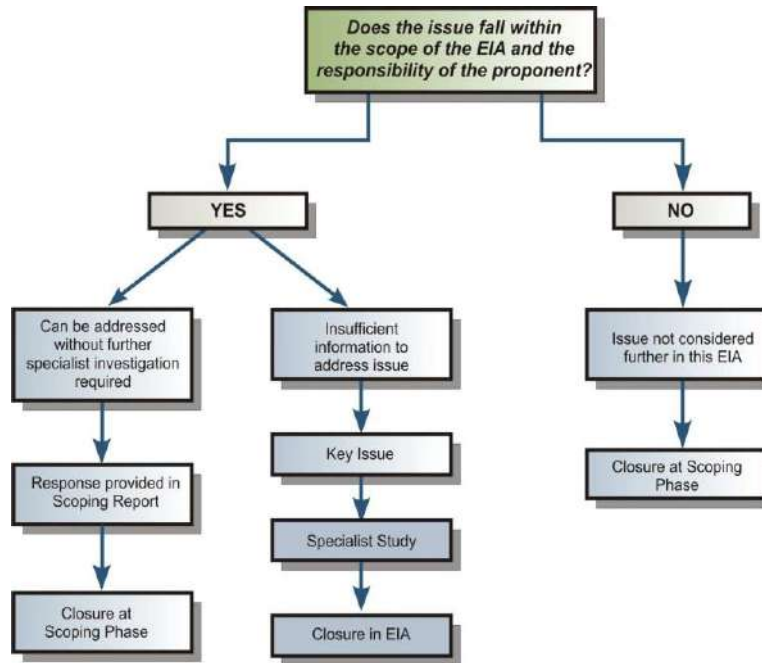 Does the issue fall within
the scope of the EIA and the
responsibility of the proponent?
YES
NO
Can be addressed
without further
specialist investigation
required
Insufficient
information to
address issue
Issue not considered
further in this EIA
Key Issue
Closure at Scoping
Phase
Response provided in
Scoping Report
Specialist Study
Closure at
Scoping Phase
Closure in EIA